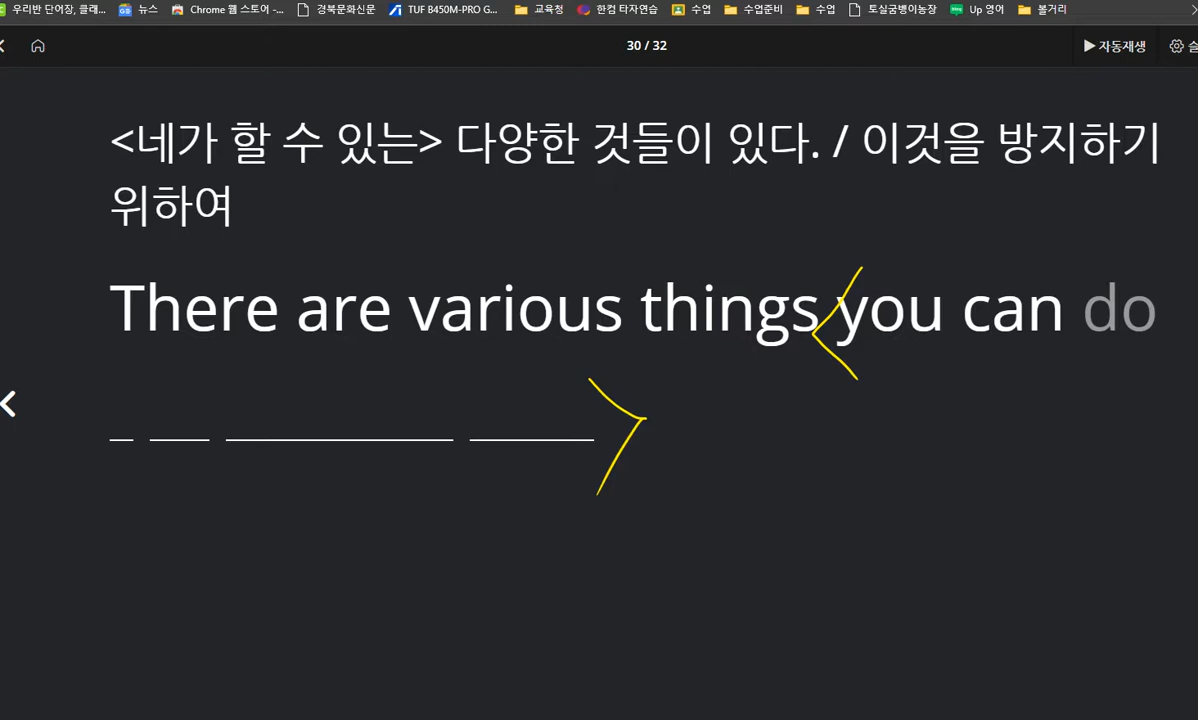 우리반 단어장, 클래... 뉴스 Chrome 웹 스토어 -... 경북문화신문 TUF B450M-PRO G... 교육청 한컴 타자연습 수업 수업준비 수업 토실굼벵이농장 Up 영어 볼거리
30 / 32 자동재생 슬
<네가 할 수 있는> 다양한 것들이 있다. / 이것을 방지하기
위하여
There are various things you can do